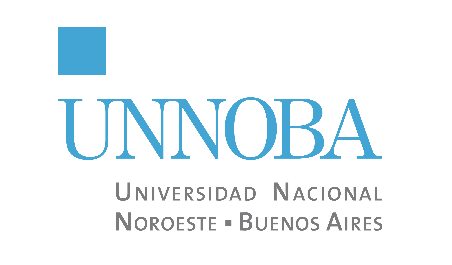 UNNOBA
UNIVERSIDAD NACIONAL
NOROESTE ▪ BUENOS AIRES